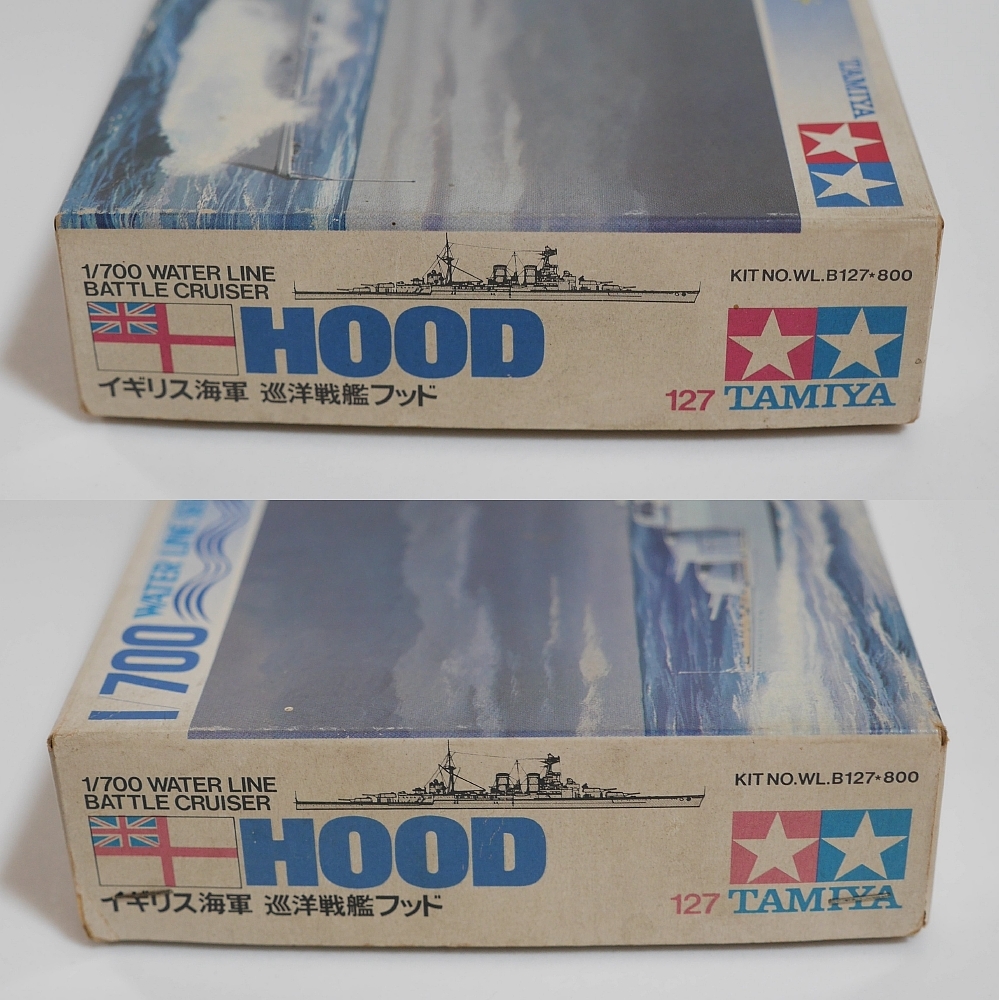 TAMIYA
1/700 WATER LINE
BATTLE CRUISER
KIT NO.WL.B127★800
HOOD
イギリス海軍 巡洋戦艦フッド
127 TAMIYA
1/700 WATER LINE
1/700 WATER LINE
BATTLE CRUISER
KIT NO.WL.B127★800
HOOD
イギリス海軍 巡洋戦艦フッド
127 TAMIYA